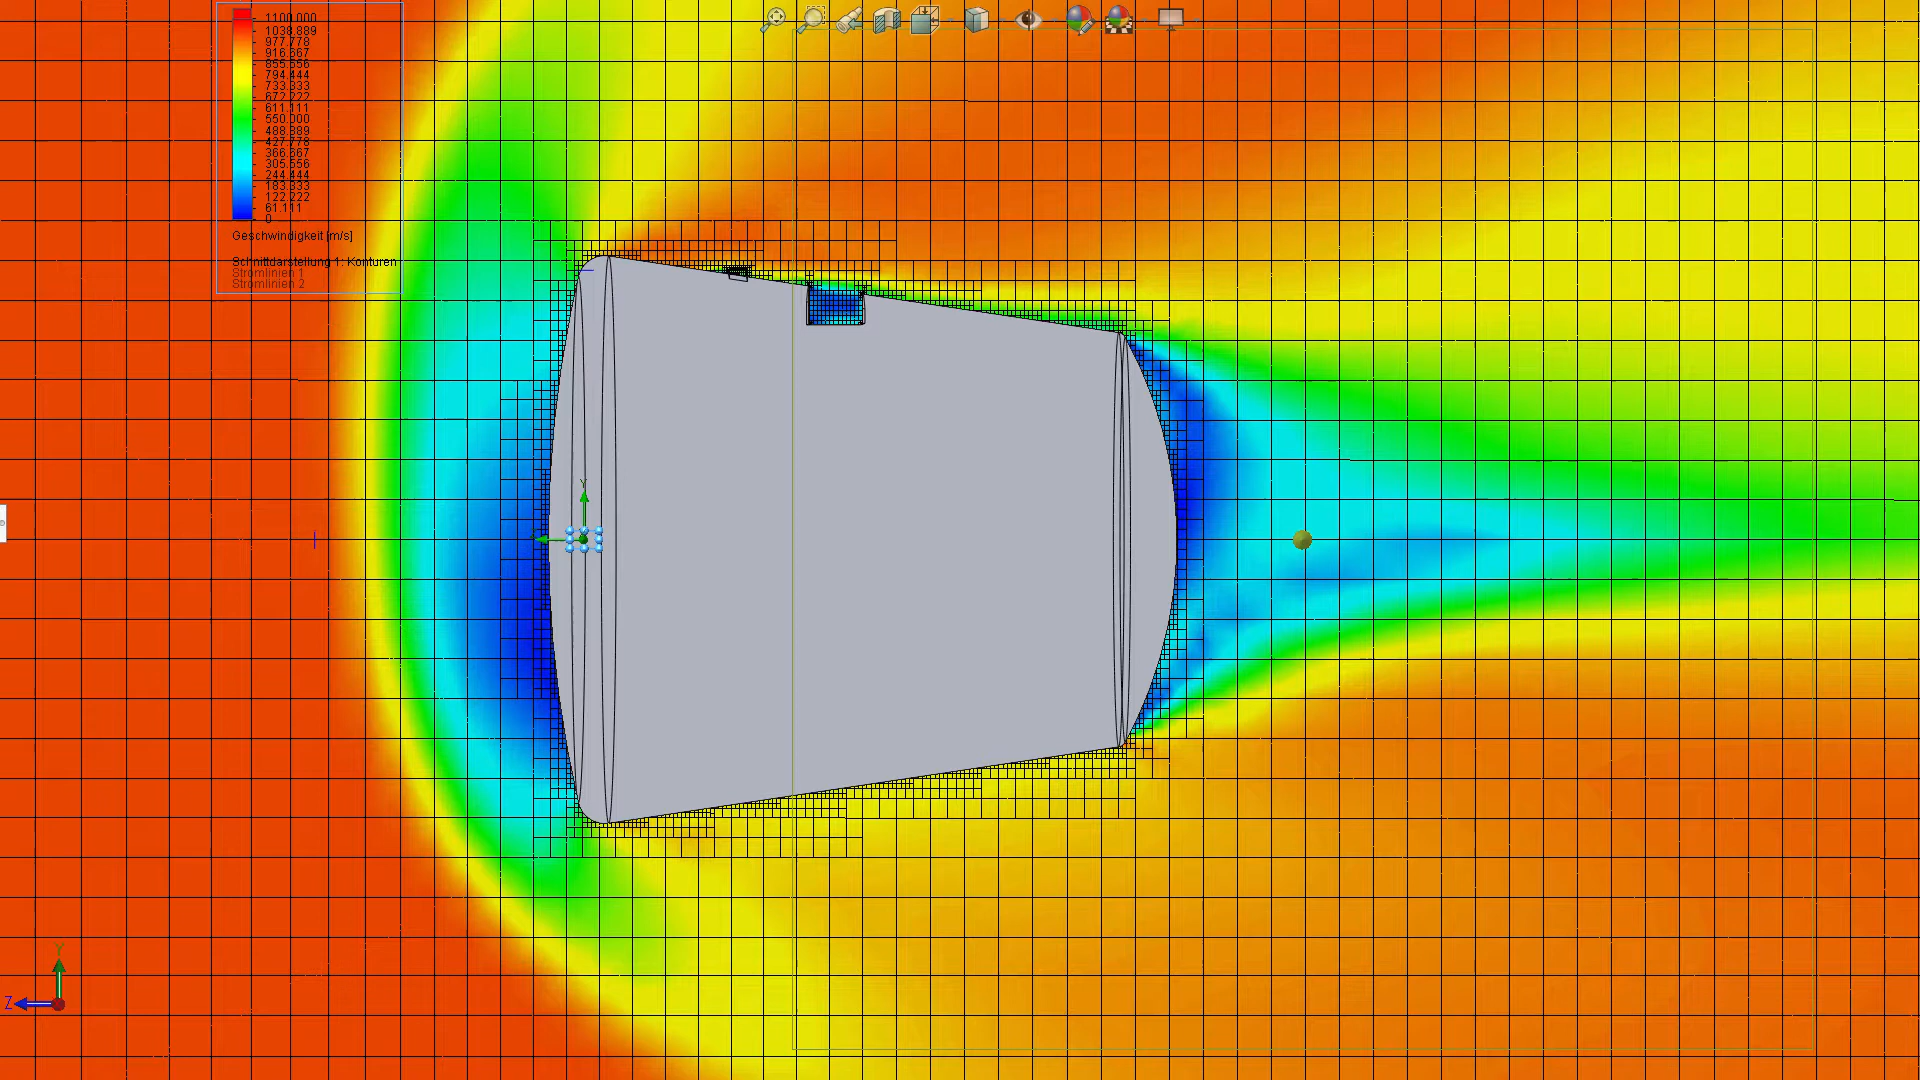 1100.000
1038.889
977.778
916.667
855.556
794.444
733.333
672.222
611.111
550.000
488.889
427.778
366.667
305.556
244.444
183.333
122.222
61.111
0
Geschwindigkeit [m/s]
Schnittdarstellung 1: Konturen
Stromlinien 1
Stromlinien 2
Y
Y
Z